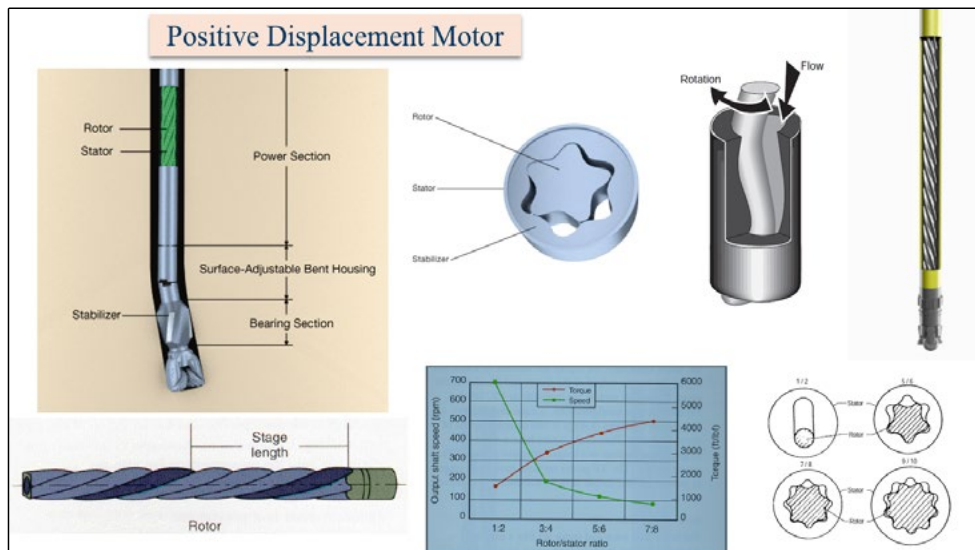 Positive Displacement Motor
Rotor
Stator
Power Section
Surface-Adjustable Bent Housing
Stabilizer
Bearing Section
Rotor
Stator
Stabilizer
Rotation
Flow
Stage
length
Rotor
Torque
Speed
Output shaft speed (rpm)
700
600
500
400
300
200
100
0
6000
5000
4000
3000
2000
1000
0
Torque (ft/lbf)
1:2
3:4
5:6
7:8
Rotor/stator ratio
1/2
5/6
Stator
Rotor
7/8
9/10
Stator
Rotor